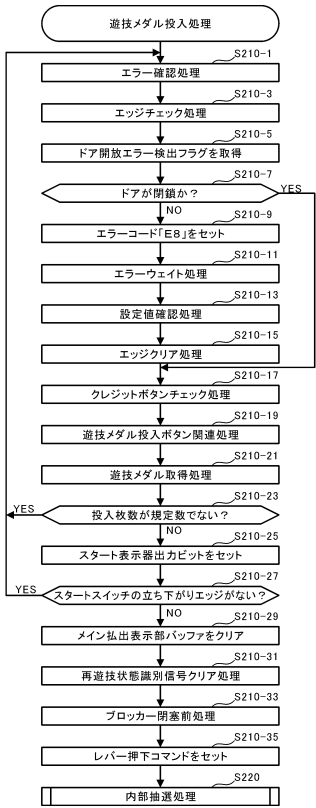 遊技メダル投入処理
S210-1
エラー確認処理
S210-3
エッジチェック処理
S210-5
ドア開放エラー検出フラグを取得
S210-7
ドアが閉鎖か？
YES
NO
S210-9
エラーコード「E8」をセット
S210-11
エラーウェイト処理
S210-13
設定値確認処理
S210-15
エッジクリア処理
S210-17
クレジットボタンチェック処理
S210-19
遊技メダル投入ボタン関連処理
S210-21
遊技メダル取得処理
S210-23
YES
投入枚数が規定数でない？
NO
S210-25
スタート表示器出力ビットをセット
S210-27
YES
スタートスイッチの立ち下がりエッジがない？
NO
S210-29
メイン払出表示部バッファをクリア
S210-31
再遊技状態識別信号クリア処理
S210-33
ブロッカー閉塞前処理
S210-35
レバー押下コマンドをセット
S220
内部抽選処理